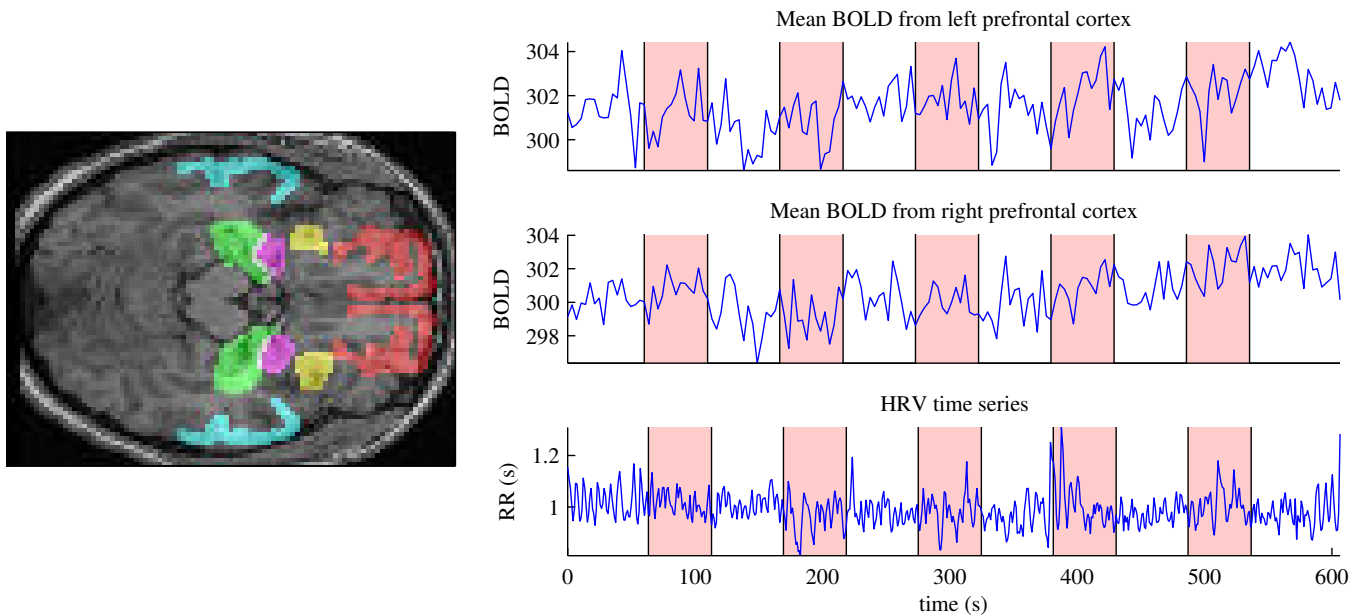 Mean BOLD from left prefrontal cortex
304
302
300
BOLD
Mean BOLD from right prefrontal cortex
304
302
300
298
BOLD
HRV time series
1.2
1
RR (s)
0 100 200 300 400 500 600
time (s)